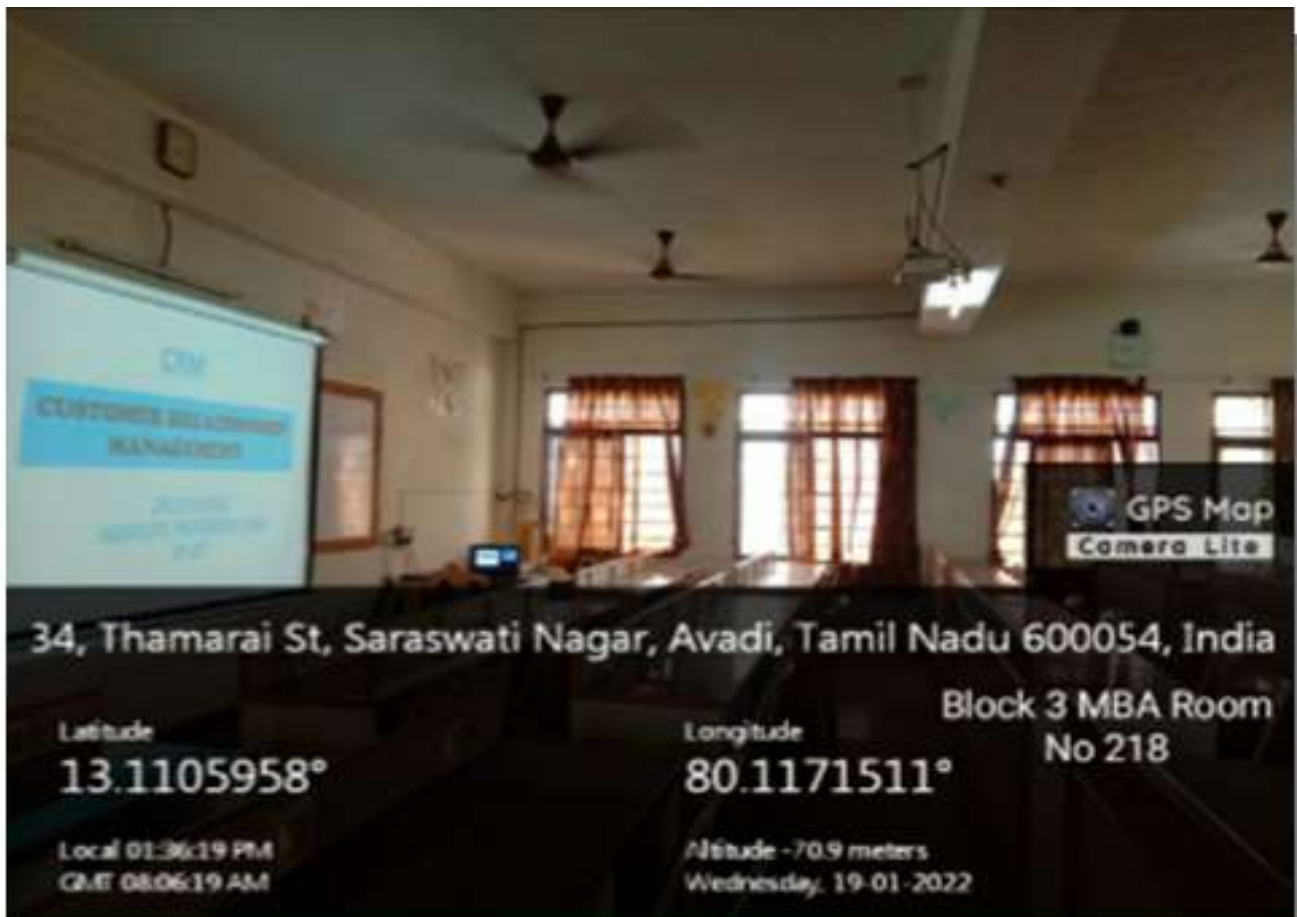 CRM
CUSTOMER RELATIONSHIP
MANAGEMENT
GPS Map
Camera Lite
34, Thamarai St, Saraswati Nagar, Avadi, Tamil Nadu 600054, India
Block 3 MBA Room
No 218
Latitude
13.1105958°
Longitude
80.1171511°
Local 01:36:19 PM
GMT 08:06:19 AM
Altitude -70.9 meters
Wednesday, 19-01-2022